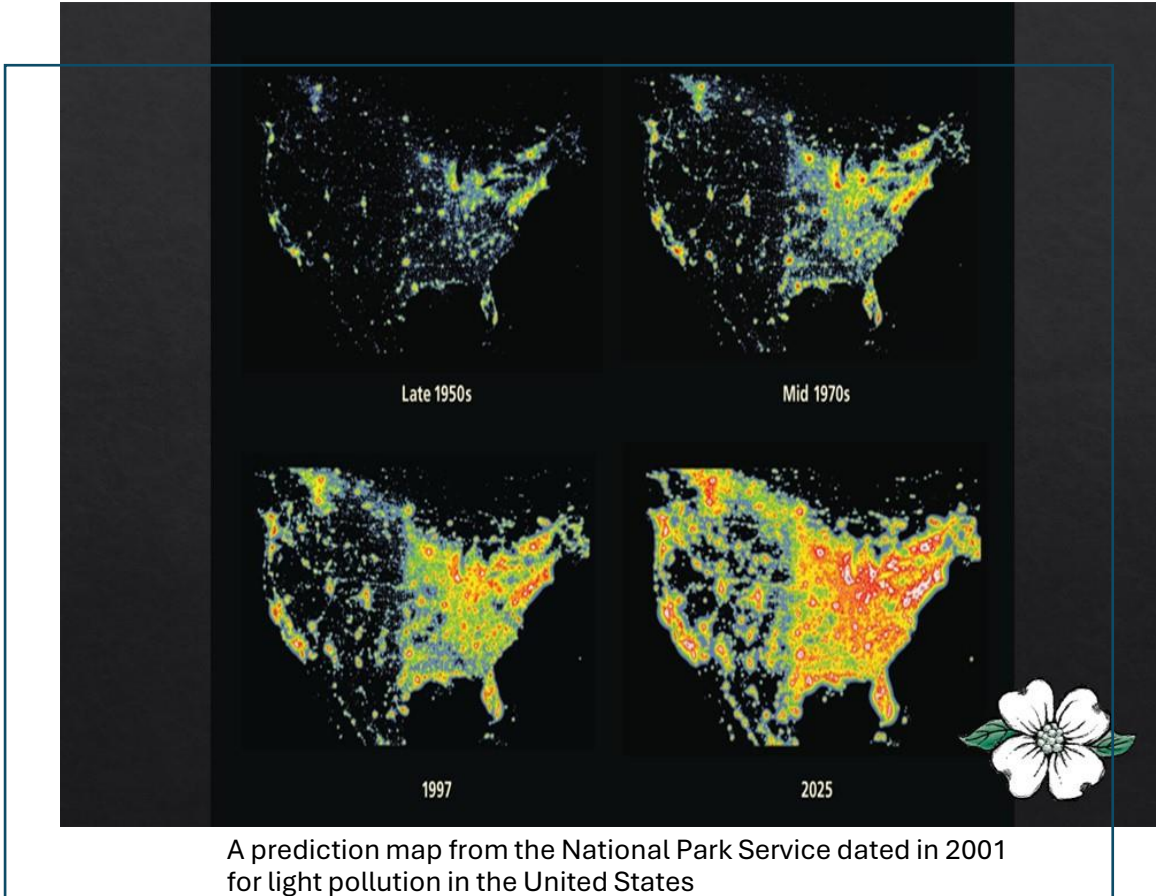 Late 1950s
Mid 1970s
1997
2025
A prediction map from the National Park Service dated in 2001
for light pollution in the United States